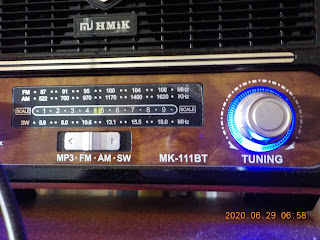 HMiK
FM • 87 • 91 • 95 • 100 • 104 • 108 • MHz
AM • 522 • 700 • 970 • 1170 • 1400 • 1620 KHz
SCALE 1 • 2 • 3 • 4 • 5 • 6 • 7 • 8 • 9 • SCALE
SW • 5.9 • 8.0 • 10.6 • 13.1 • 15.5 • 18.0 • MHz
MP3 • FM • AM • SW
MK-111BT
TUNING
2020.06.29 06:58